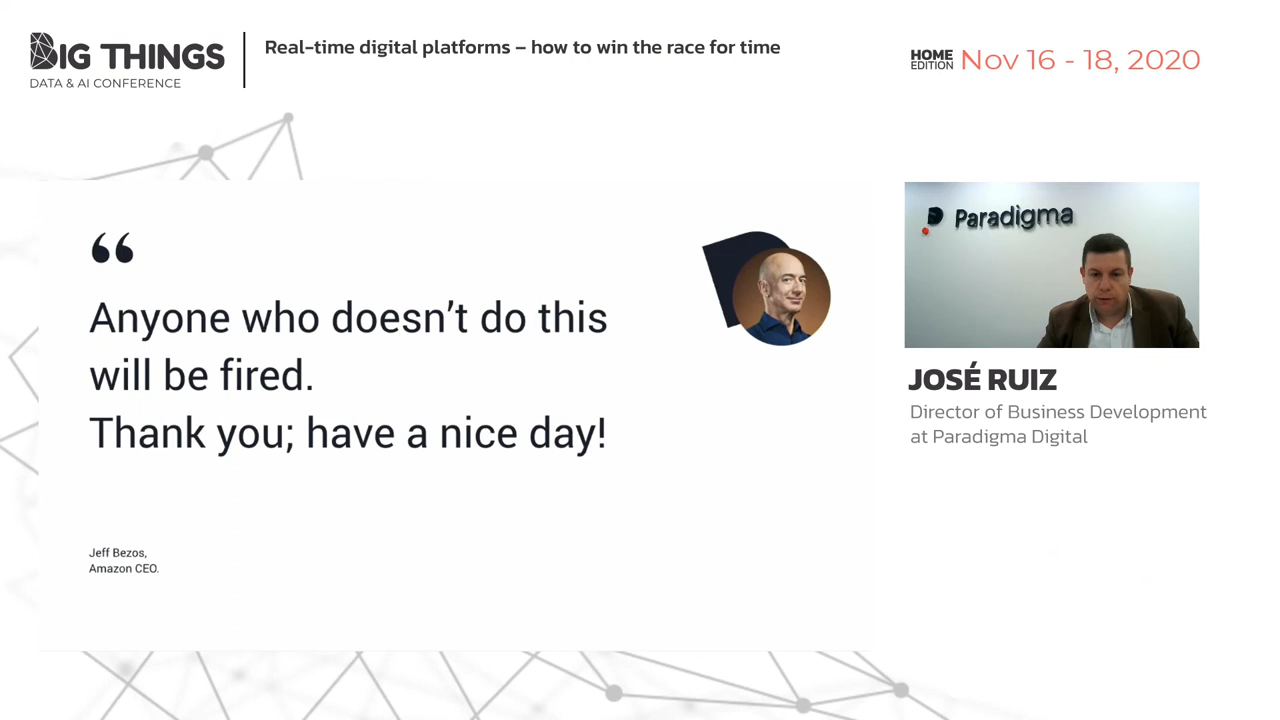 BIG THINGS
DATA & AI CONFERENCE
Real-time digital platforms – how to win the race for time
HOME
EDITION
Nov 16 - 18, 2020
“
Anyone who doesn’t do this
will be fired.
Thank you; have a nice day!
Jeff Bezos,
Amazon CEO.
Paradigma
JOSÉ RUIZ
Director of Business Development
at Paradigma Digital